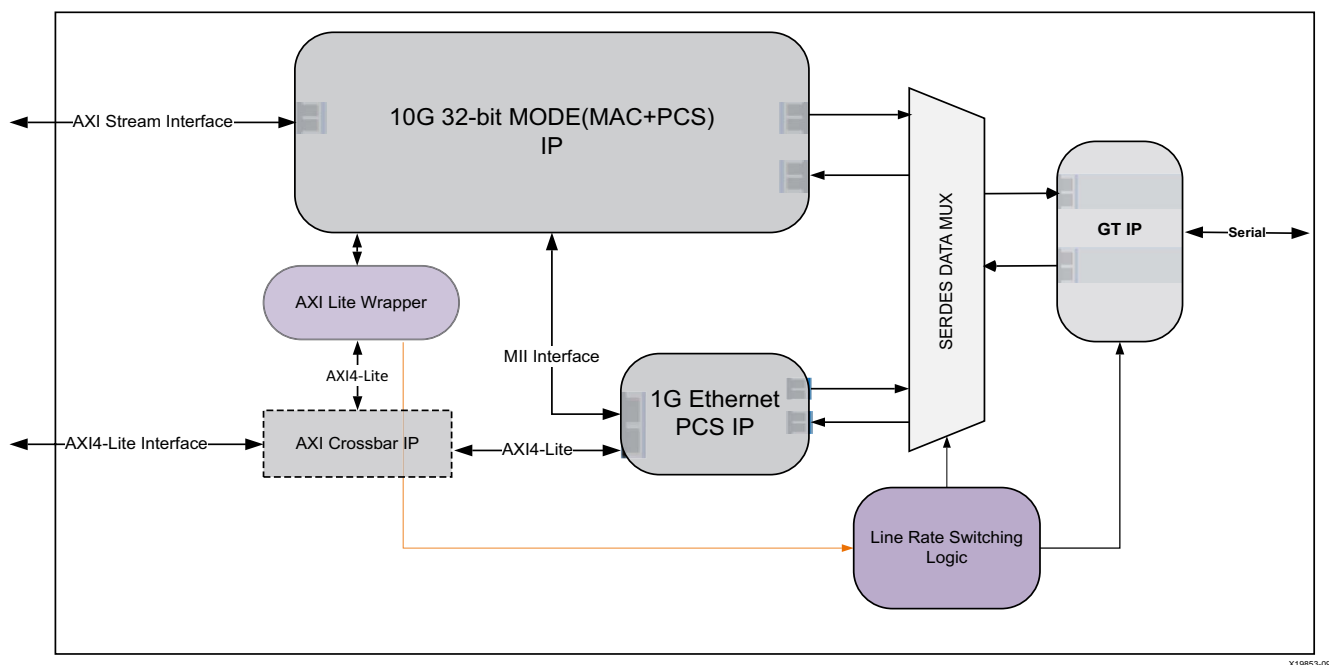 10G 32-bit MODE(MAC+PCS)
IP
AXI Stream Interface
SERDES DATA MUX
GT IP
Serial
AXI Lite Wrapper
MII Interface
AXI4-Lite
1G Ethernet
PCS IP
AXI4-Lite Interface
AXI Crossbar IP
AXI4-Lite
Line Rate Switching
Logic